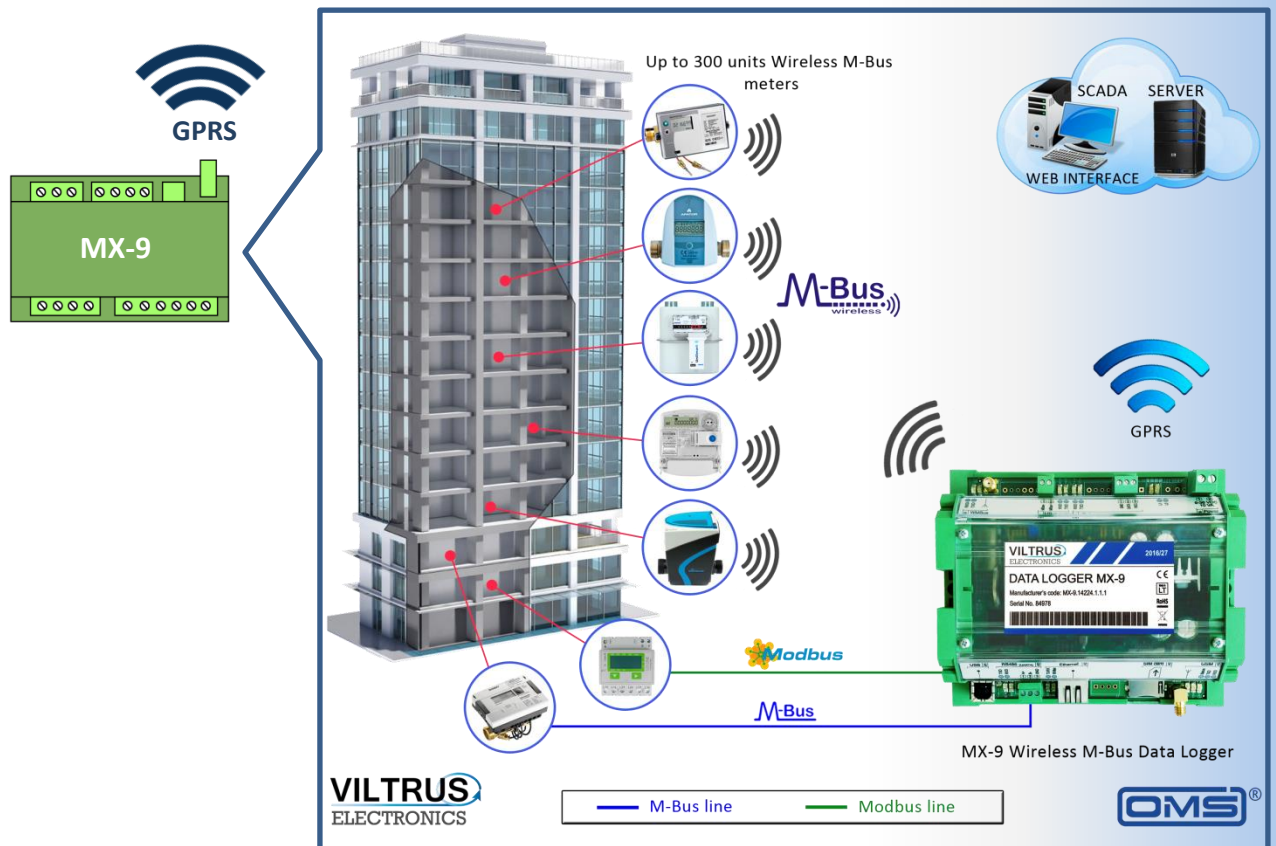 GPRS
MX-9
Up to 300 units Wireless M-Bus
meters
SCADA SERVER
WEB INTERFACE
M-Bus
wireless
GPRS
VILTRUS
ELECTRONICS
2016/27
DATA LOGGER MX-9
Manufacturer's code: MX-9.14224.1.1.1
Serial No. 84978
CE
RoHS
Modbus
M-Bus
MX-9 Wireless M-Bus Data Logger
VILTRUS
ELECTRONICS
M-Bus line
Modbus line
OMS®